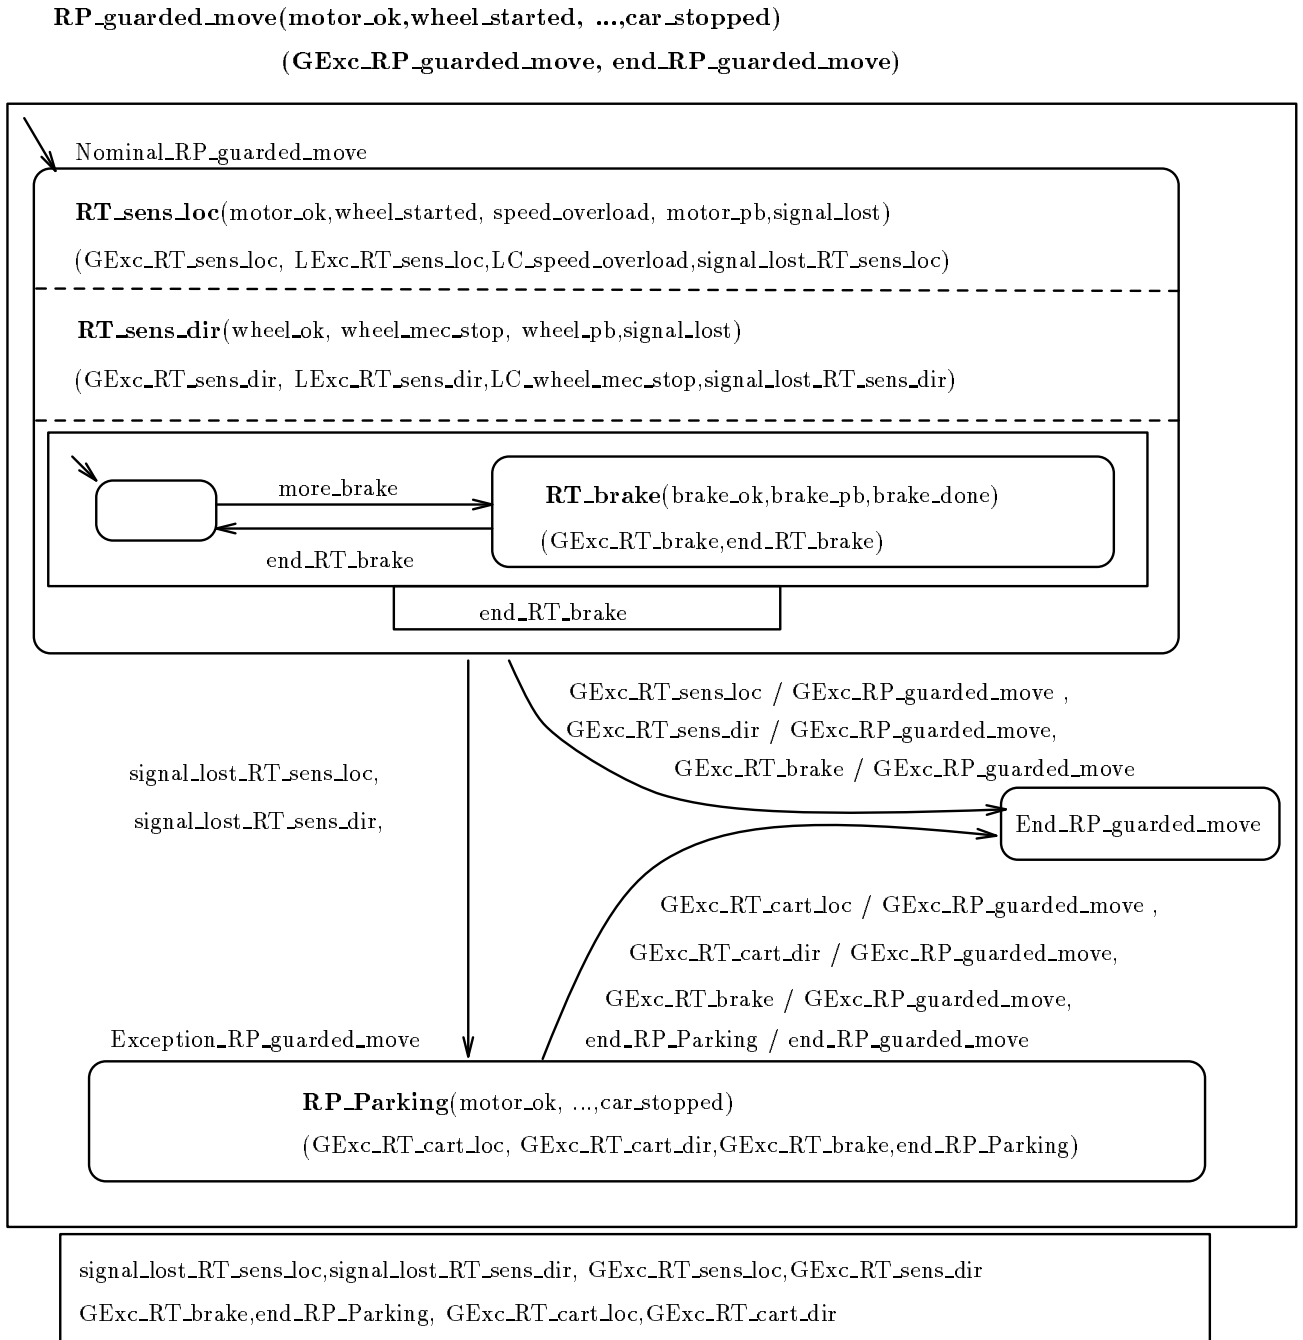 RP_guarded_move(motor_ok,wheel_started, ...,car_stopped)
(GExc_RP_guarded_move, end_RP_guarded_move)
Nominal_RP_guarded_move
RT_sens_loc(motor_ok,wheel_started, speed_overload, motor_pb,signal_lost)
(GExc_RT_sens_loc, LExc_RT_sens_loc,LC_speed_overload,signal_lost_RT_sens_loc)
RT_sens_dir(wheel_ok, wheel_mec_stop, wheel_pb,signal_lost)
(GExc_RT_sens_dir, LExc_RT_sens_dir,LC_wheel_mec_stop,signal_lost_RT_sens_dir)
more_brake
RT_brake(brake_ok,brake_pb,brake_done)
(GExc_RT_brake,end_RT_brake)
end_RT_brake
end_RT_brake
GExc_RT_sens_loc / GExc_RP_guarded_move ,
GExc_RT_sens_dir / GExc_RP_guarded_move,
GExc_RT_brake / GExc_RP_guarded_move
signal_lost_RT_sens_loc,
signal_lost_RT_sens_dir,
End_RP_guarded_move
GExc_RT_cart_loc / GExc_RP_guarded_move ,
GExc_RT_cart_dir / GExc_RP_guarded_move,
GExc_RT_brake / GExc_RP_guarded_move,
end_RP_Parking / end_RP_guarded_move
Exception_RP_guarded_move
RP_Parking(motor_ok, ...,car_stopped)
(GExc_RT_cart_loc, GExc_RT_cart_dir,GExc_RT_brake,end_RP_Parking)
signal_lost_RT_sens_loc,signal_lost_RT_sens_dir, GExc_RT_sens_loc,GExc_RT_sens_dir
GExc_RT_brake,end_RP_Parking, GExc_RT_cart_loc,GExc_RT_cart_dir